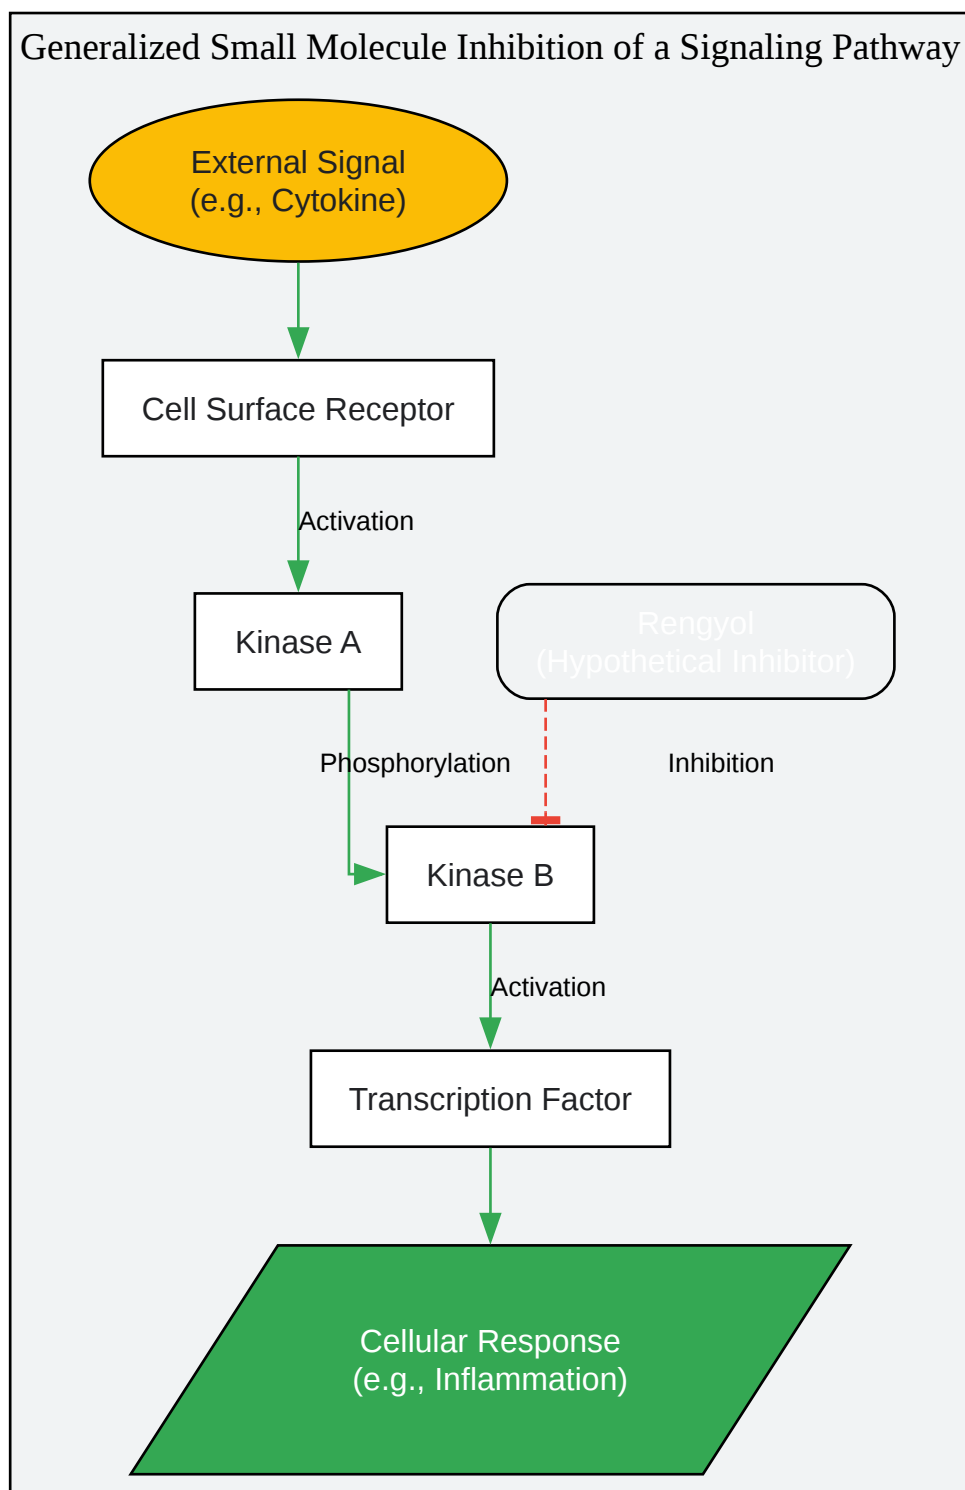 Generalized Small Molecule Inhibition of a Signaling Pathway
External Signal
(e.g., Cytokine)
Cell Surface Receptor
Activation
Kinase A
Rengyol
(Hypothetical Inhibitor)
Phosphorylation
Inhibition
Kinase B
Activation
Transcription Factor
Cellular Response
(e.g., Inflammation)